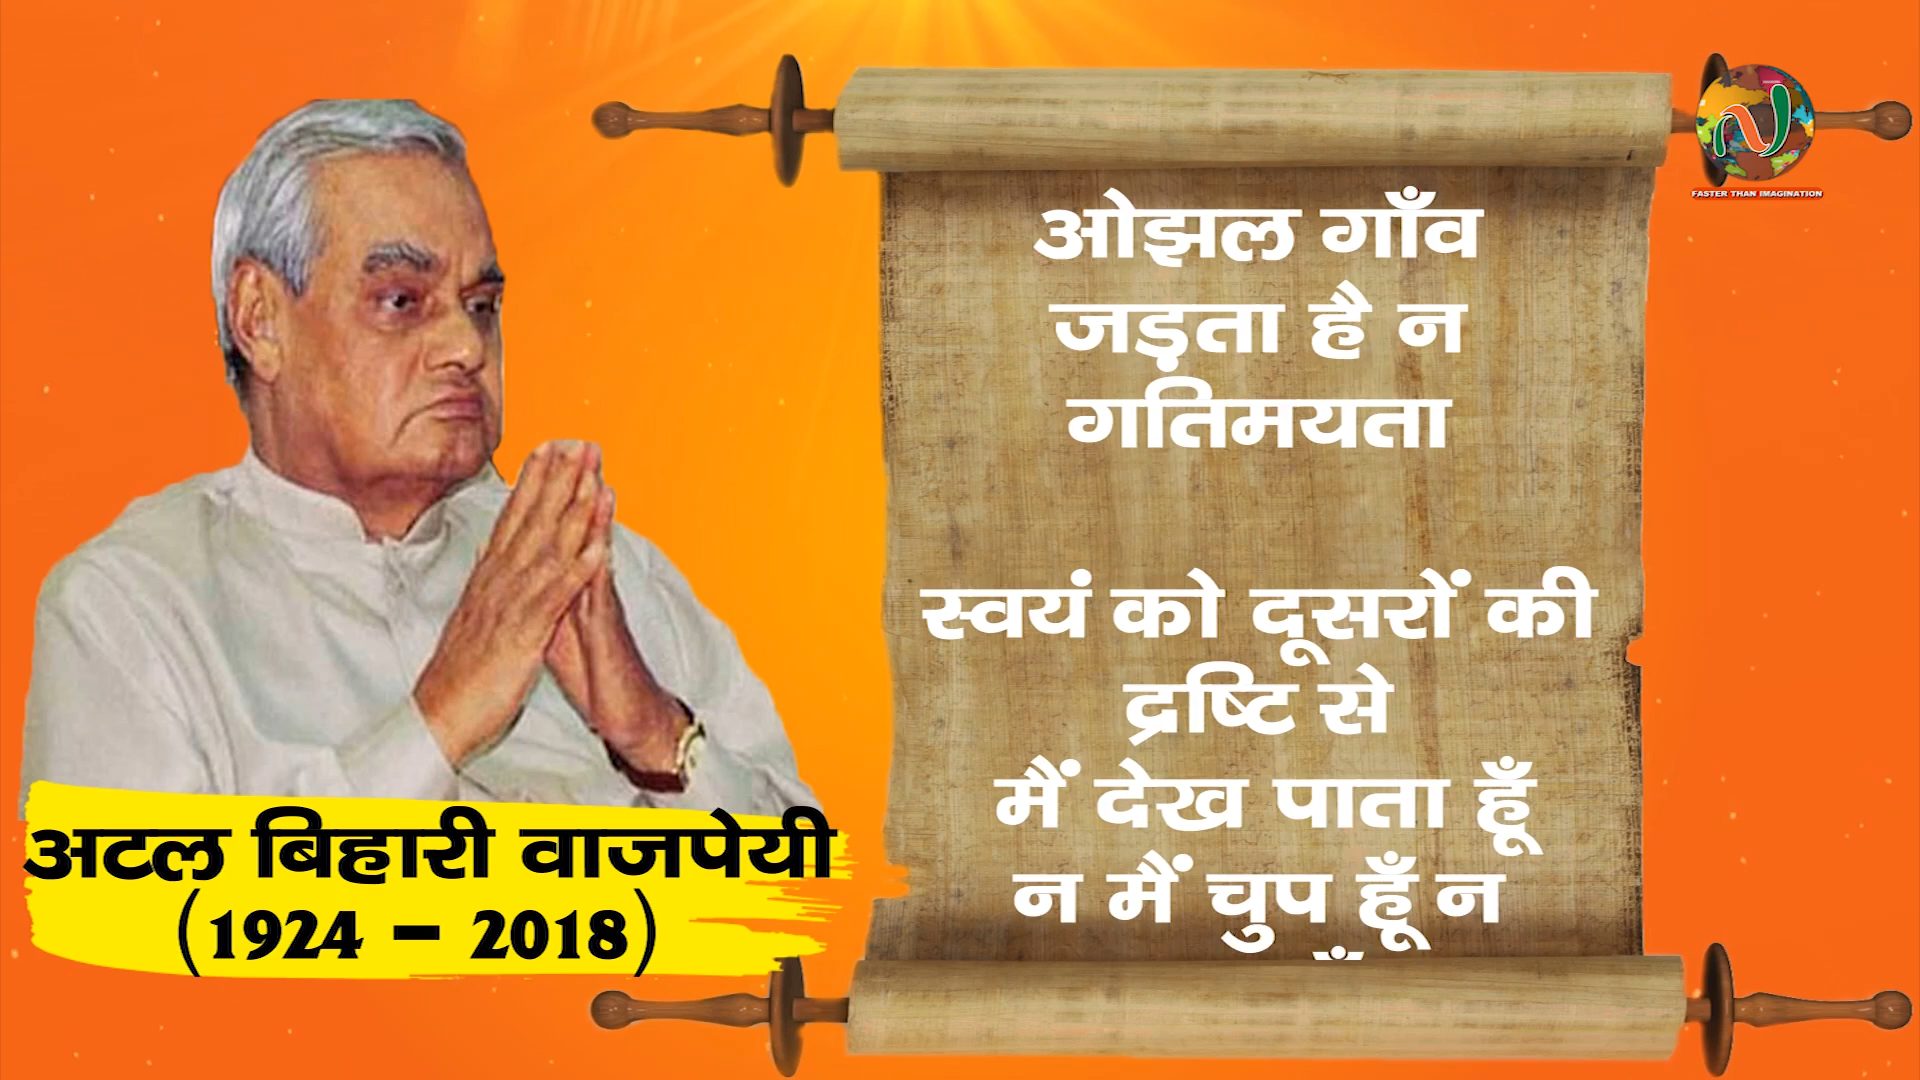 ओझल गाँव
जड़ता है न
गतिमयता
स्वयं को दूसरों की
द्रष्टि से
मैं देख पाता हूँ
न मैं चुप हूँ न
अटल बिहारी वाजपेयी
(1924 – 2018)
FASTER THAN IMAGINATION